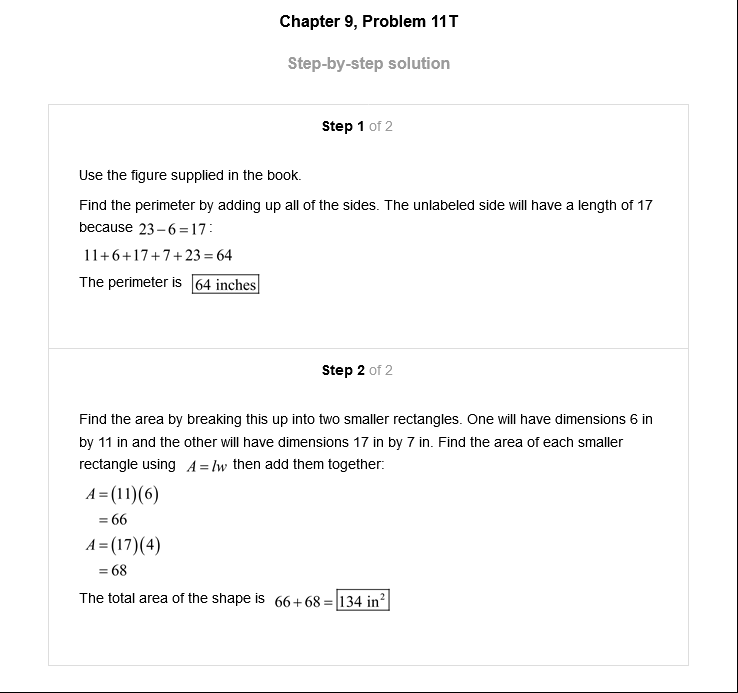 Chapter 9, Problem 11T
Step-by-step solution
Step 1 of 2
Use the figure supplied in the book.
Find the perimeter by adding up all of the sides. The unlabeled side will have a length of 17
because 23−6=17:
11+6+17+7+23=64
The perimeter is 64 inches
Step 2 of 2
Find the area by breaking this up into two smaller rectangles. One will have dimensions 6 in
by 11 in and the other will have dimensions 17 in by 7 in. Find the area of each smaller
rectangle using A=lw then add them together:
A=(11)(6)
=66
A=(17)(4)
=68
The total area of the shape is 66+68=134 in²